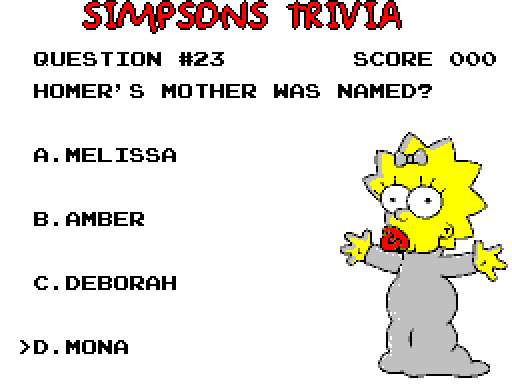 SIMPSONS TRIVIA
QUESTION #23 SCORE 000
HOMER'S MOTHER WAS NAMED?
A.MELISSA
B.AMBER
C.DEBORAH
>D.MONA